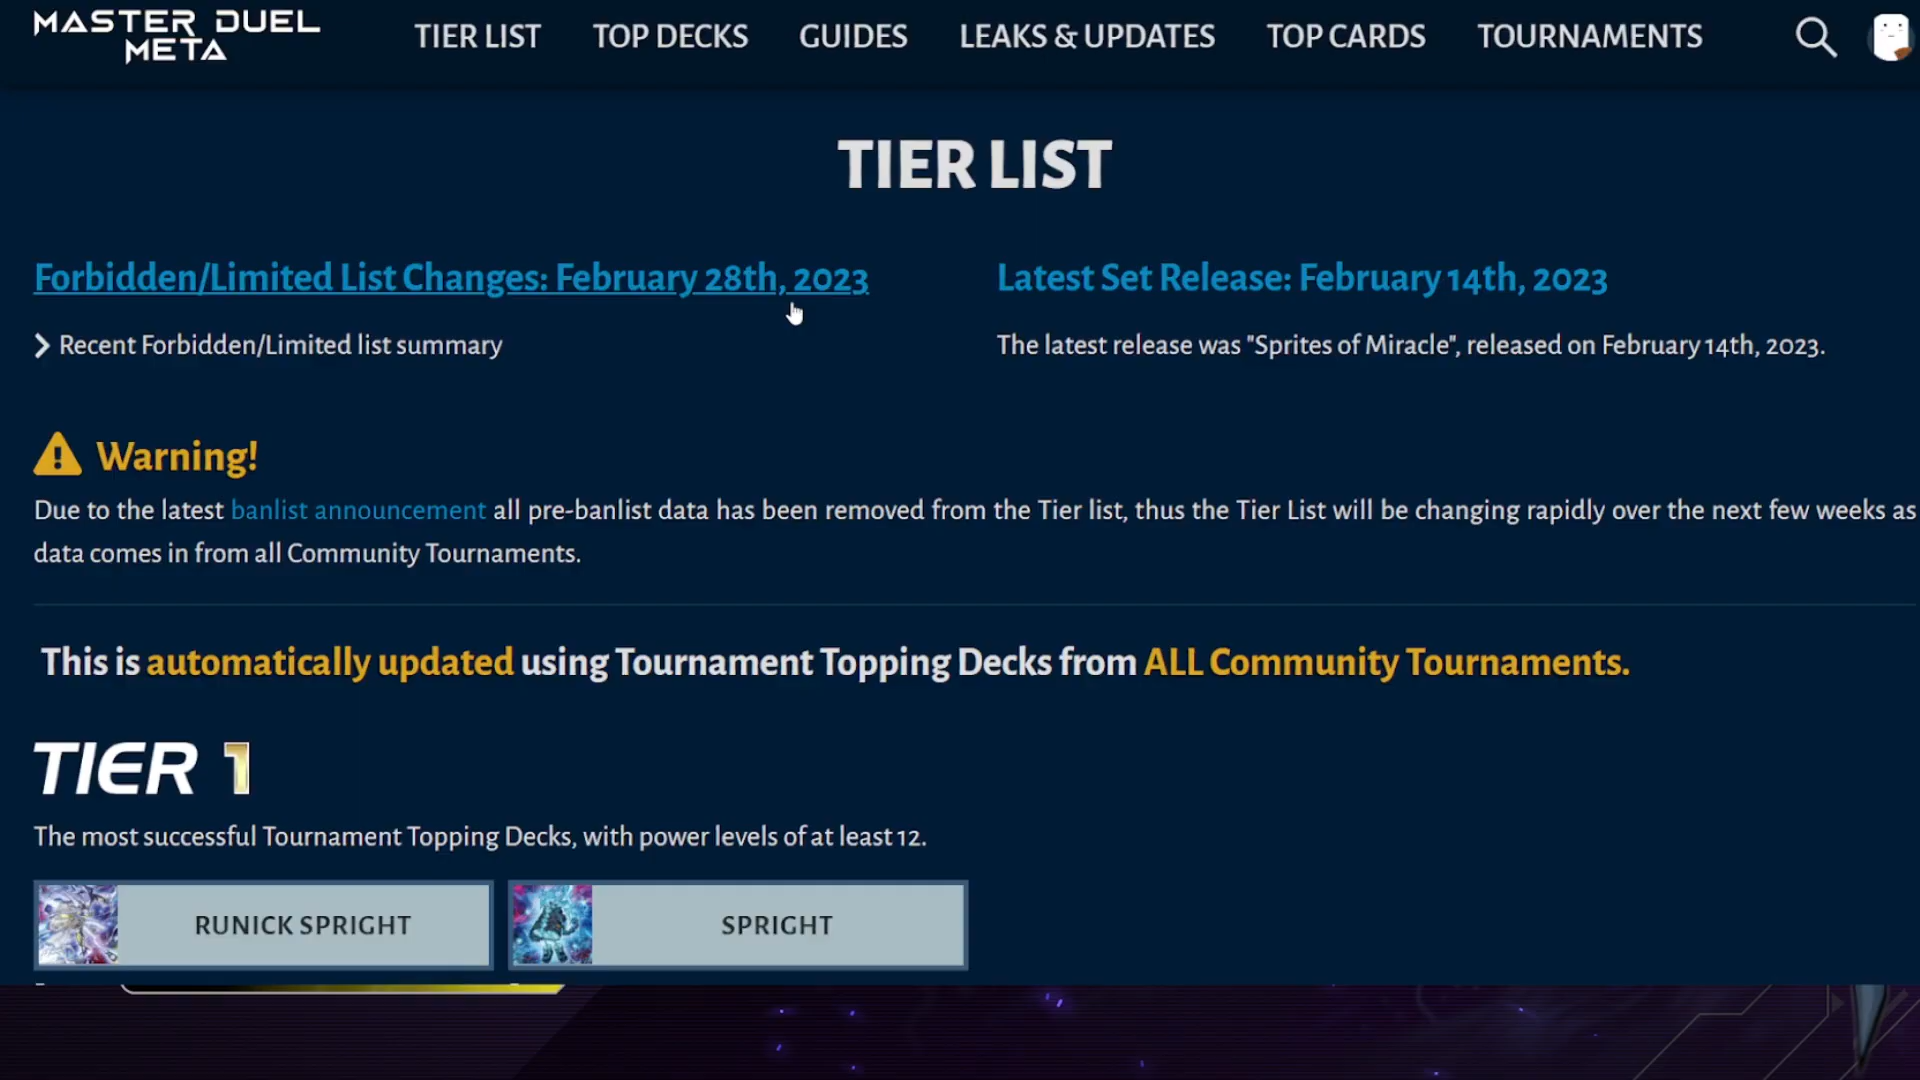 MASTER DUEL
META
TIER LIST
TOP DECKS
GUIDES
LEAKS & UPDATES
TOP CARDS
TOURNAMENTS
TIER LIST
Forbidden/Limited List Changes: February 28th, 2023
Latest Set Release: February 14th, 2023
Recent Forbidden/Limited list summary
The latest release was "Sprites of Miracle", released on February 14th, 2023.
Warning!
Due to the latest banlist announcement all pre-banlist data has been removed from the Tier list, thus the Tier List will be changing rapidly over the next few weeks as
data comes in from all Community Tournaments.
This is automatically updated using Tournament Topping Decks from ALL Community Tournaments.
TIER 1
The most successful Tournament Topping Decks, with power levels of at least 12.
RUNICK SPRIGHT
SPRIGHT